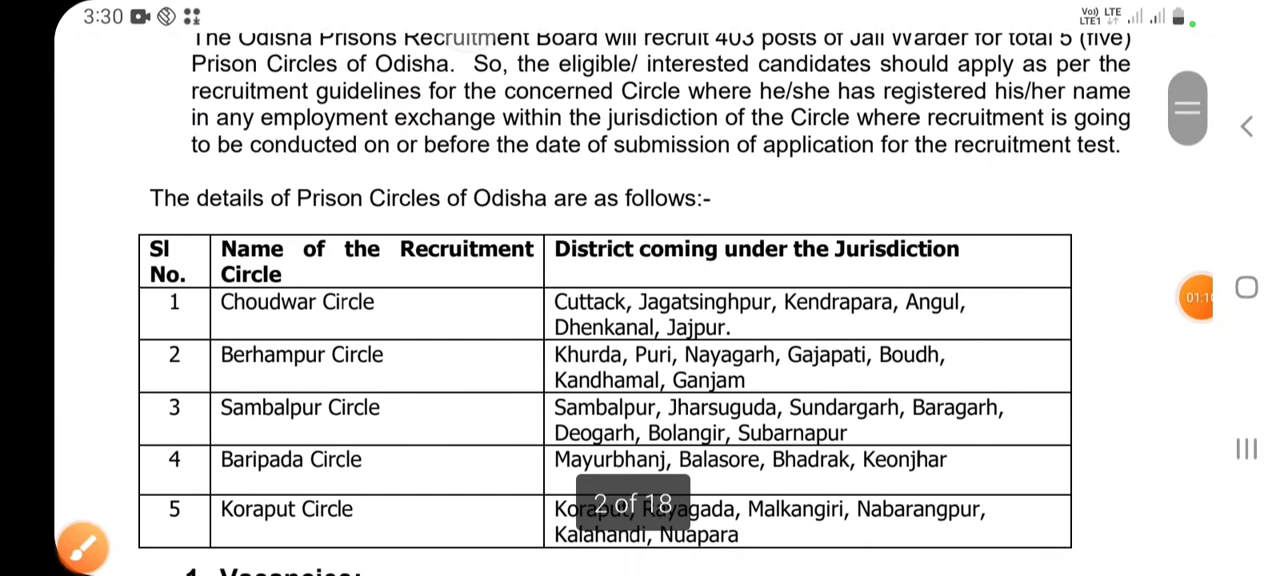 3:30
Vo)) LTE
LTE1
The Odisha Prisons Recruitment Board will recruit 403 posts of Jail Warder for total 5 (five)
Prison Circles of Odisha. So, the eligible/ interested candidates should apply as per the
recruitment guidelines for the concerned Circle where he/she has registered his/her name
in any employment exchange within the jurisdiction of the Circle where recruitment is going
to be conducted on or before the date of submission of application for the recruitment test.
The details of Prison Circles of Odisha are as follows:-
Sl No. Name of the Recruitment Circle District coming under the Jurisdiction
1 Choudwar Circle Cuttack, Jagatsinghpur, Kendrapara, Angul,
Dhenkanal, Jajpur.
2 Berhampur Circle Khurda, Puri, Nayagarh, Gajapati, Boudh,
Kandhamal, Ganjam
3 Sambalpur Circle Sambalpur, Jharsuguda, Sundargarh, Baragarh,
Deogarh, Bolangir, Subarnapur
4 Baripada Circle Mayurbhanj, Balasore, Bhadrak, Keonjhar
5 Koraput Circle Koraput, Rayagada, Malkangiri, Nabarangpur,
Kalahandi, Nuapara
2 of 18
1. Vacancies: